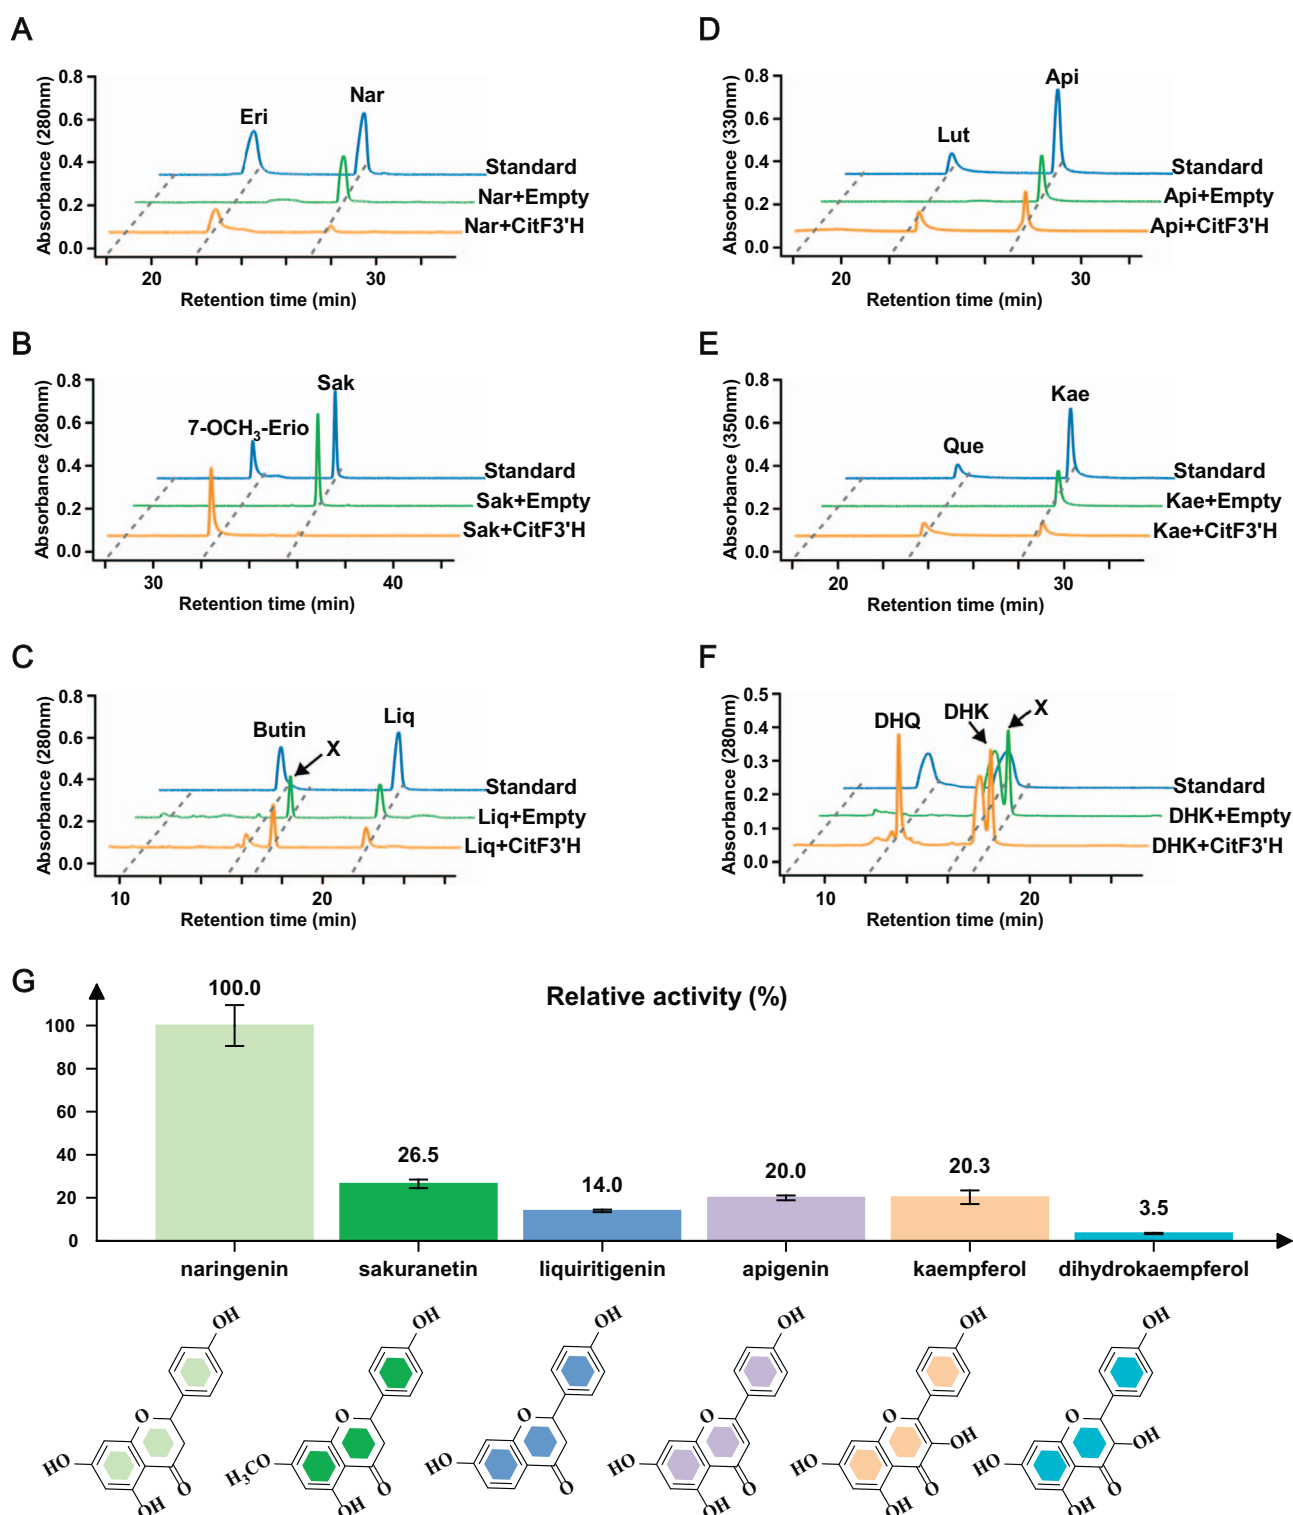 A
Absorbance (280nm)
0.8
0.6
0.4
0.2
0.0
Eri
Nar
Standard
Nar+Empty
Nar+CitF3'H
20
30
Retention time (min)
D
Absorbance (330nm)
0.8
0.6
0.4
0.2
0.0
Lut
Api
Standard
Api+Empty
Api+CitF3'H
20
30
Retention time (min)
B
Absorbance (280nm)
0.8
0.6
0.4
0.2
0.0
7-OCH3-Erio
Sak
Standard
Sak+Empty
Sak+CitF3'H
30
40
Retention time (min)
E
Absorbance (350nm)
0.8
0.6
0.4
0.2
0.0
Que
Kae
Standard
Kae+Empty
Kae+CitF3'H
20
30
Retention time (min)
C
Absorbance (280nm)
0.8
0.6
0.4
0.2
0.0
Butin
X
Liq
Standard
Liq+Empty
Liq+CitF3'H
10
20
Retention time (min)
F
Absorbance (280nm)
0.5
0.4
0.3
0.2
0.1
0.0
DHQ
DHK
X
Standard
DHK+Empty
DHK+CitF3'H
10
20
Retention time (min)
G
Relative activity (%)
100
80
60
40
20
0
100.0
26.5
14.0
20.0
20.3
3.5
naringenin
sakuranetin
liquiritigenin
apigenin
kaempferol
dihydrokaempferol
OH
O
HO
OH
O
OH
O
H3CO
OH
O
OH
O
HO
O
OH
O
HO
OH
O
OH
O
OH
HO
OH
O
OH
O
OH
HO
OH
O